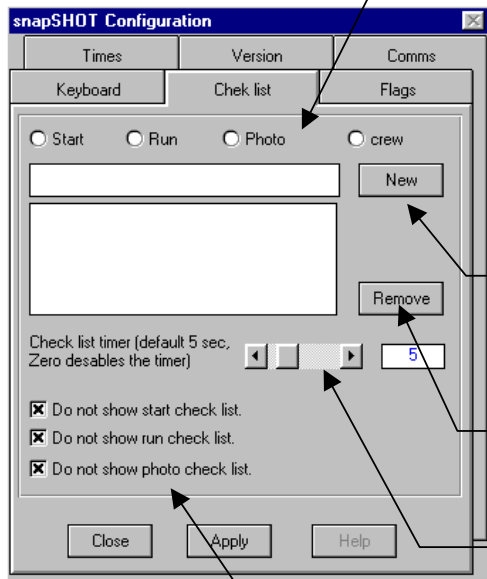 snapSHOT Configuration
Times Version Comms
Keyboard Chek list Flags
Start Run Photo crew
New
Remove
Check list timer (default 5 sec,
Zero desables the timer)
5
Do not show start check list.
Do not show run check list.
Do not show photo check list.
Close Apply Help